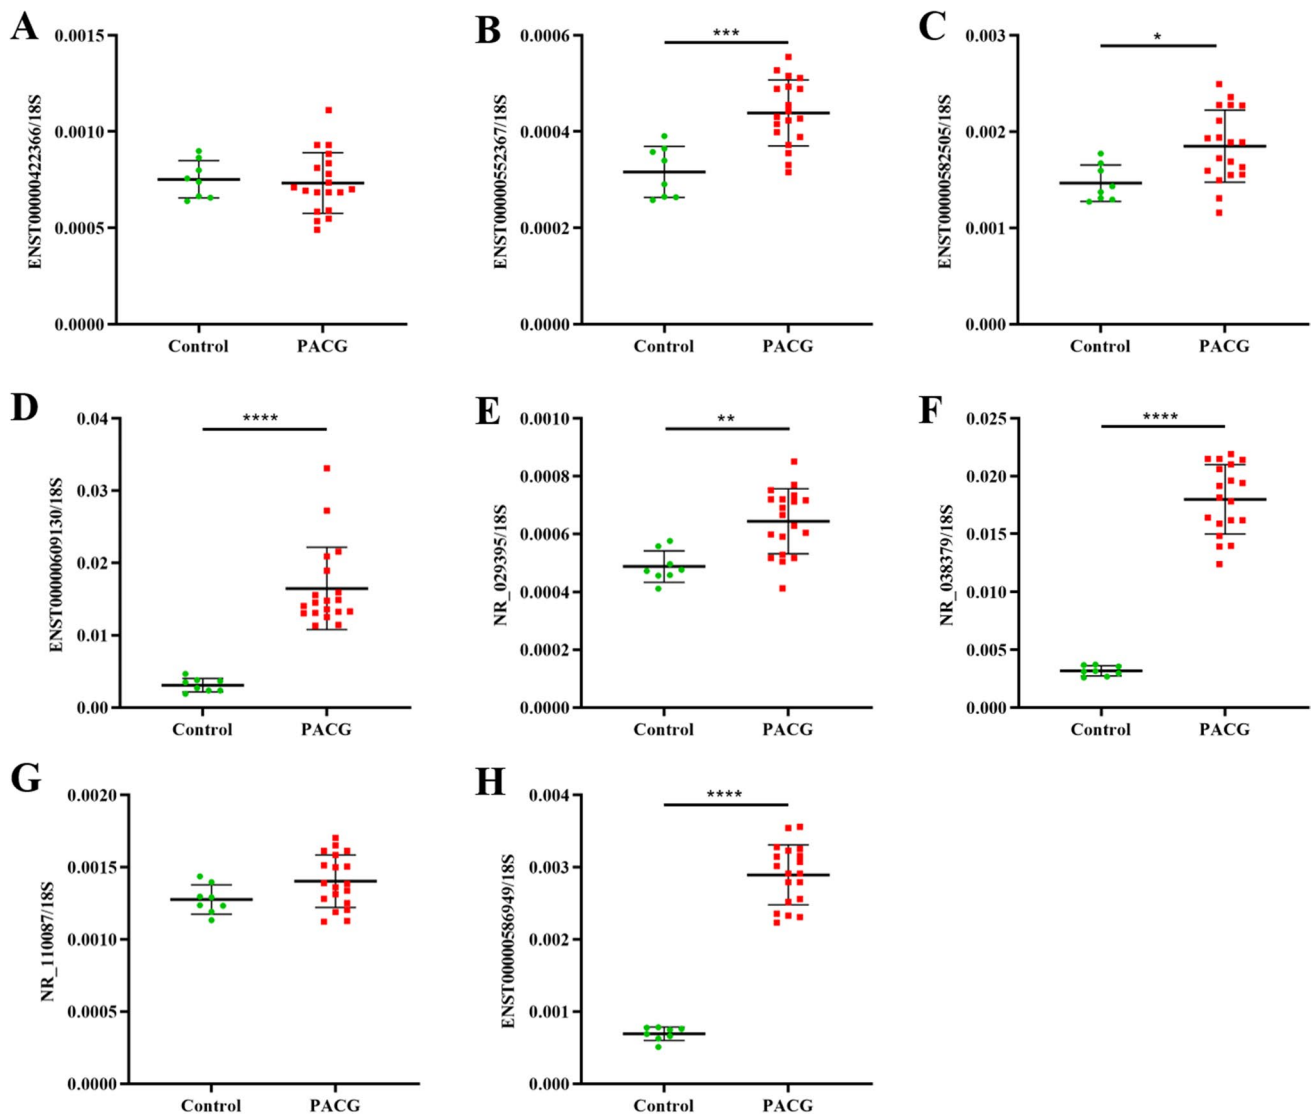 A
ENST00000422366/18S
0.0015
0.0010
0.0005
0.0000
Control PACG
B
ENST00000552367/18S
0.0006
0.0004
0.0002
0.0000
***
Control PACG
C
ENST00000582505/18S
0.003
0.002
0.001
0.000
*
Control PACG
D
ENST00000609130/18S
0.04
0.03
0.02
0.01
0.00
****
Control PACG
E
NR_029395/18S
0.0010
0.0008
0.0006
0.0004
0.0002
0.0000
**
Control PACG
F
NR_038379/18S
0.025
0.020
0.015
0.010
0.005
0.000
****
Control PACG
G
NR_110087/18S
0.0020
0.0015
0.0010
0.0005
0.0000
Control PACG
H
ENST00000586949/18S
0.004
0.003
0.002
0.001
0.000
****
Control PACG